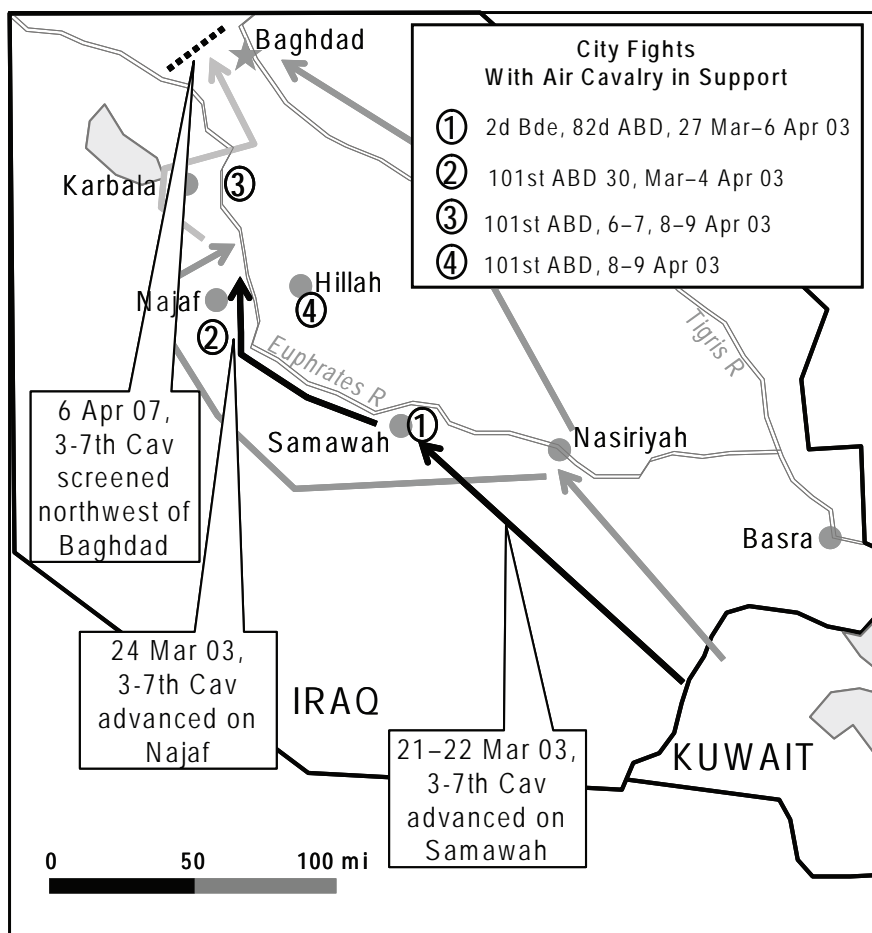 Baghdad
City Fights
With Air Cavalry in Support
1 2d Bde, 82d ABD, 27 Mar–6 Apr 03
2 101st ABD 30, Mar–4 Apr 03
3 101st ABD, 6–7, 8–9 Apr 03
4 101st ABD, 8–9 Apr 03
Karbala
3
Hillah
4
Najaf
2
Euphrates R
Tigris R
Samawah
1
Nasiriyah
Basra
6 Apr 07,
3-7th Cav
screened
northwest of
Baghdad
24 Mar 03,
3-7th Cav
advanced on
Najaf
IRAQ
21–22 Mar 03,
3-7th Cav
advanced on
Samawah
KUWAIT
0 50 100 mi